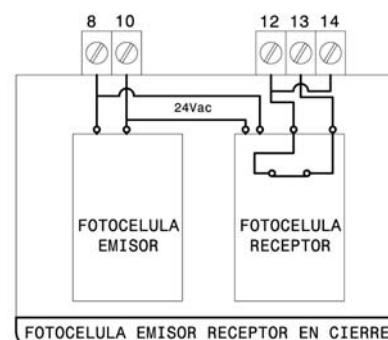 8 10 12 13 14
24Vac
FOTOCELULA
EMISOR
FOTOCELULA
RECEPTOR
FOTOCELULA EMISOR RECEPTOR EN CIERRE